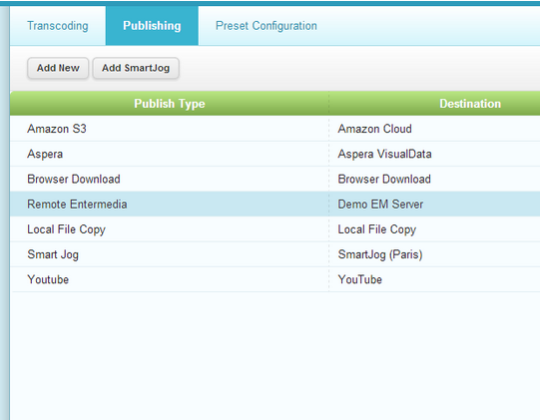 Transcoding Publishing Preset Configuration
Add New Add SmartJog
Publish Type Destination
Amazon S3 Amazon Cloud
Aspera Aspera VisualData
Browser Download Browser Download
Remote Entermedia Demo EM Server
Local File Copy Local File Copy
Smart Jog SmartJog (Paris)
Youtube YouTube